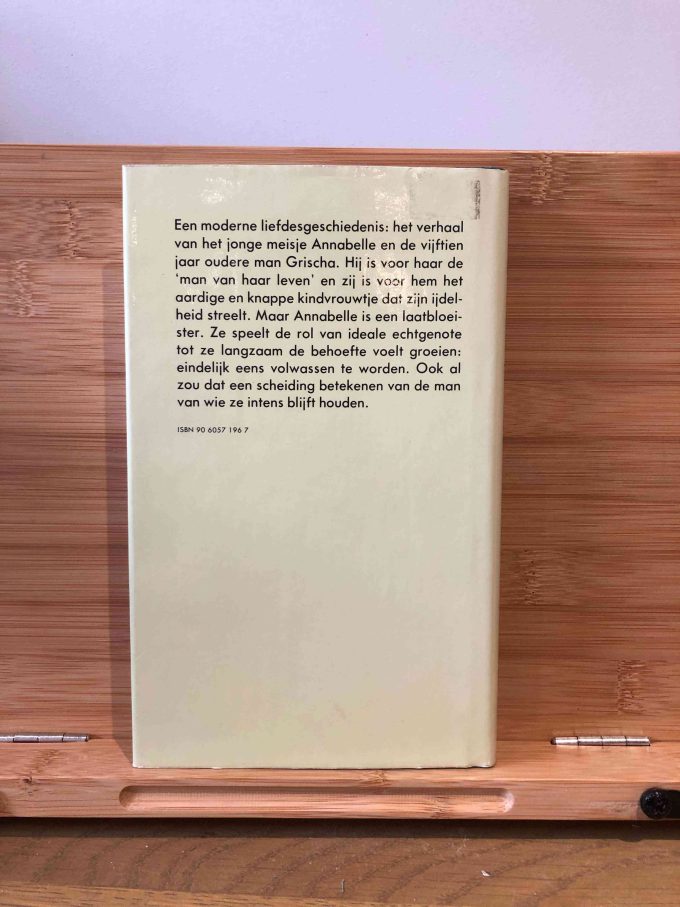 Een moderne liefdesgeschiedenis: het verhaal
van het jonge meisje Annabelle en de vijftien
jaar oudere man Grischa. Hij is voor haar de
‘man van haar leven’ en zij is voor hem het
aardige en knappe kindvrouwtje dat zijn ijdel-
heid streelt. Maar Annabelle is een laatbloei-
ster. Ze speelt de rol van ideale echtgenote
tot ze langzaam de behoefte voelt groeien:
eindelijk eens volwassen te worden. Ook al
zou dat een scheiding betekenen van de man
van wie ze intens blijft houden.
ISBN 90 6057 196 7